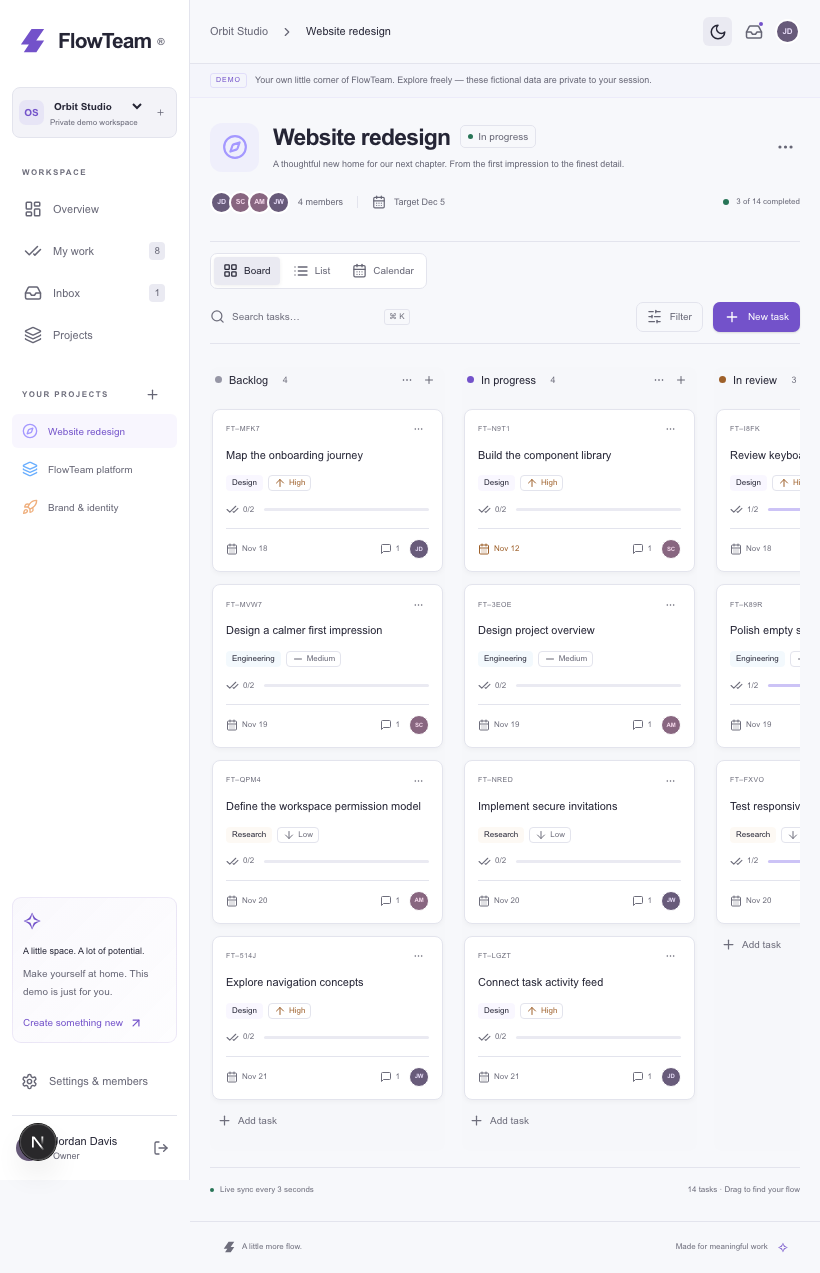 FlowTeam ®
OS
Orbit Studio
Private demo workspace
WORKSPACE
Overview
My work 8
Inbox 1
Projects
YOUR PROJECTS
Website redesign
FlowTeam platform
Brand & identity
A little space. A lot of potential.
Make yourself at home. This
demo is just for you.
Create something new
Settings & members
N
Jordan Davis
Owner
Orbit Studio > Website redesign
JD
DEMO Your own little corner of FlowTeam. Explore freely — these fictional data are private to your session.
Website redesign In progress
A thoughtful new home for our next chapter. From the first impression to the finest detail.
JD SC AM JW 4 members Target Dec 5 3 of 14 completed
Board List Calendar
Search tasks... ⌘ K Filter New task
Backlog 4
FT–MFK7
Map the onboarding journey
Design High
0/2
Nov 18 1 JD
FT–MVW7
Design a calmer first impression
Engineering Medium
0/2
Nov 19 1 SC
FT–QPM4
Define the workspace permission model
Research Low
0/2
Nov 20 1 AM
FT–514J
Explore navigation concepts
Design High
0/2
Nov 21 1 JW
Add task
In progress 4
FT–N9T1
Build the component library
Design High
0/2
Nov 12 1 SC
FT–3EOE
Design project overview
Engineering Medium
0/2
Nov 19 1 AM
FT–NRED
Implement secure invitations
Research Low
0/2
Nov 20 1 JW
FT–LGZT
Connect task activity feed
Design High
0/2
Nov 21 1 JD
Add task
In review 3
FT–I8FK
Review keyboa
Design Hi
1/2
Nov 18
FT–K89R
Polish empty s
Engineering
1/2
Nov 19
FT–FXVO
Test responsiv
Research
1/2
Nov 20
Add task
Live sync every 3 seconds
14 tasks · Drag to find your flow
A little more flow.
Made for meaningful work